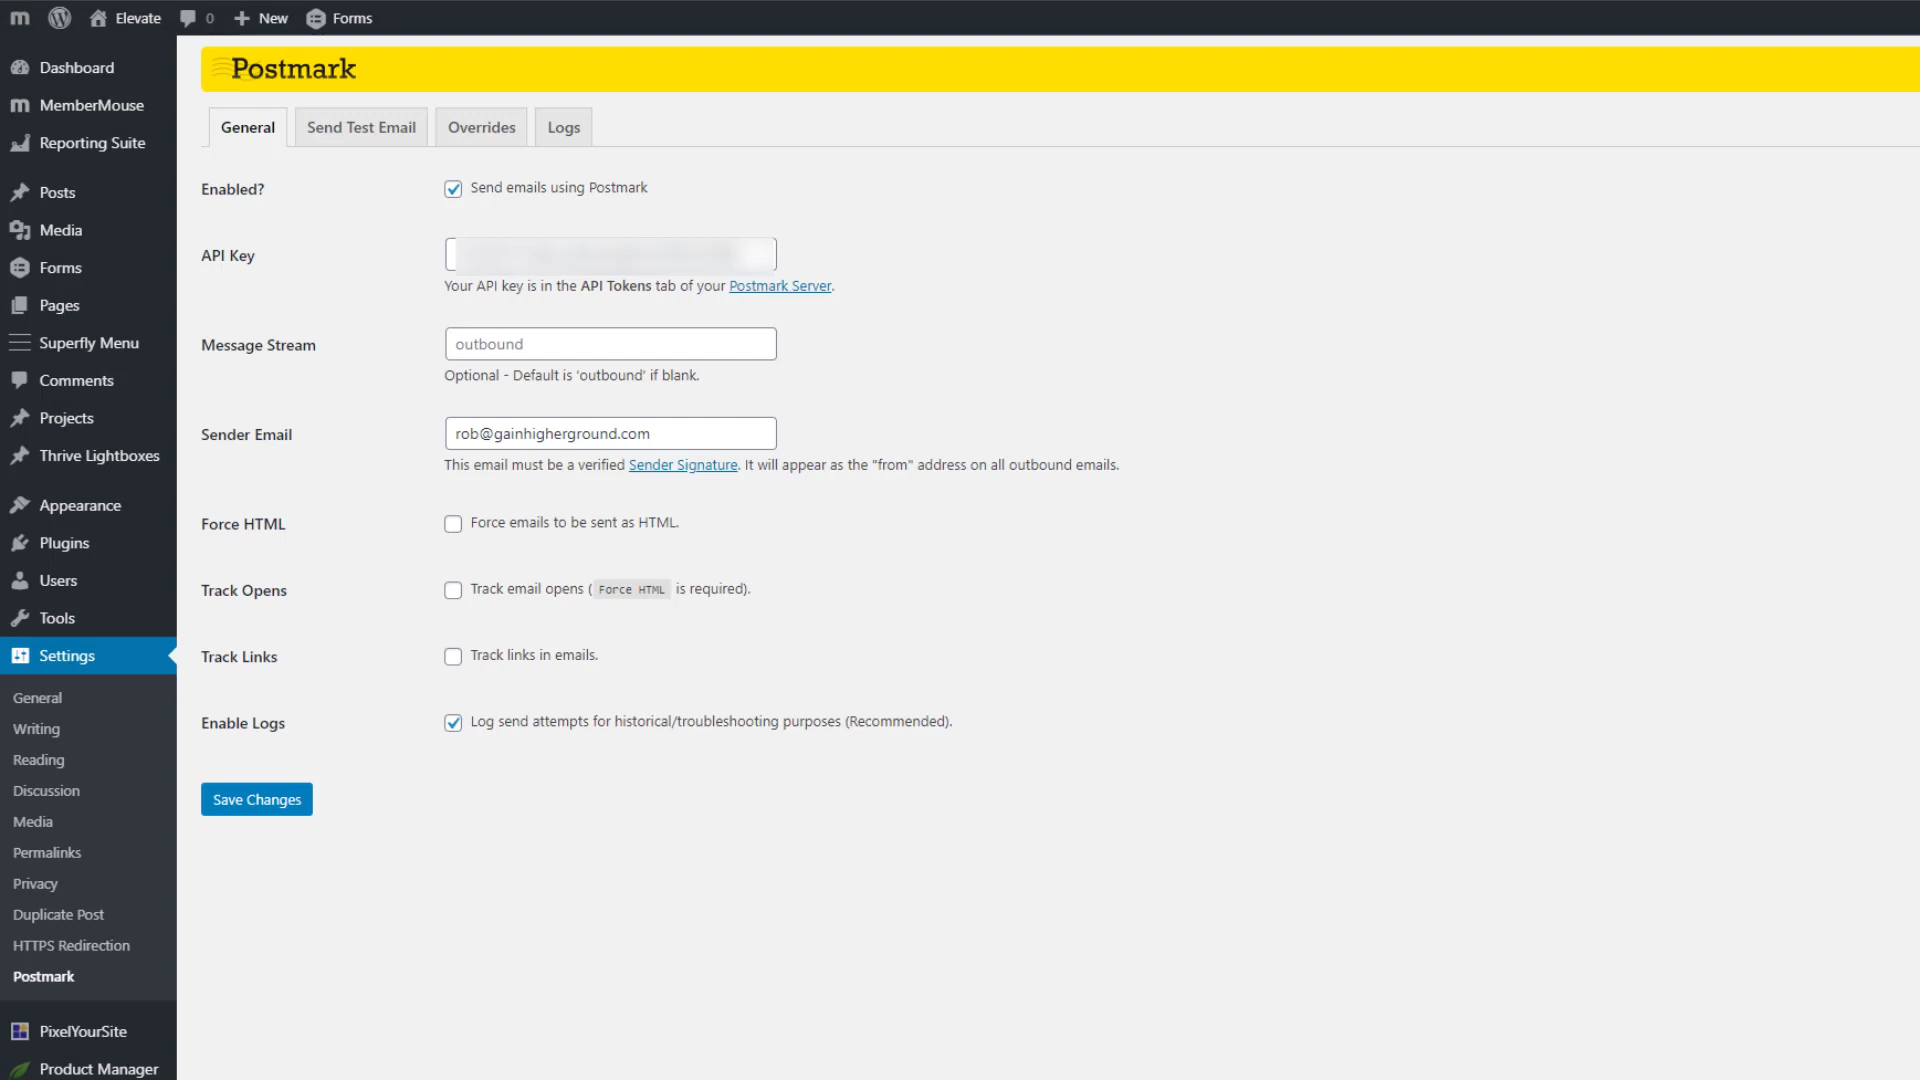 Elevate
0
New
Forms
Dashboard
MemberMouse
Reporting Suite
Posts
Media
Forms
Pages
Superfly Menu
Comments
Projects
Thrive Lightboxes
Appearance
Plugins
Users
Tools
Settings
General
Writing
Reading
Discussion
Media
Permalinks
Privacy
Duplicate Post
HTTPS Redirection
Postmark
PixelYourSite
Product Manager
Postmark
General
Send Test Email
Overrides
Logs
Enabled?
Send emails using Postmark
API Key
Your API key is in the API Tokens tab of your Postmark Server.
Message Stream
outbound
Optional - Default is 'outbound' if blank.
Sender Email
rob@gainhigherground.com
This email must be a verified Sender Signature. It will appear as the "from" address on all outbound emails.
Force HTML
Force emails to be sent as HTML.
Track Opens
Track email opens ( Force HTML is required).
Track Links
Track links in emails.
Enable Logs
Log send attempts for historical/troubleshooting purposes (Recommended).
Save Changes